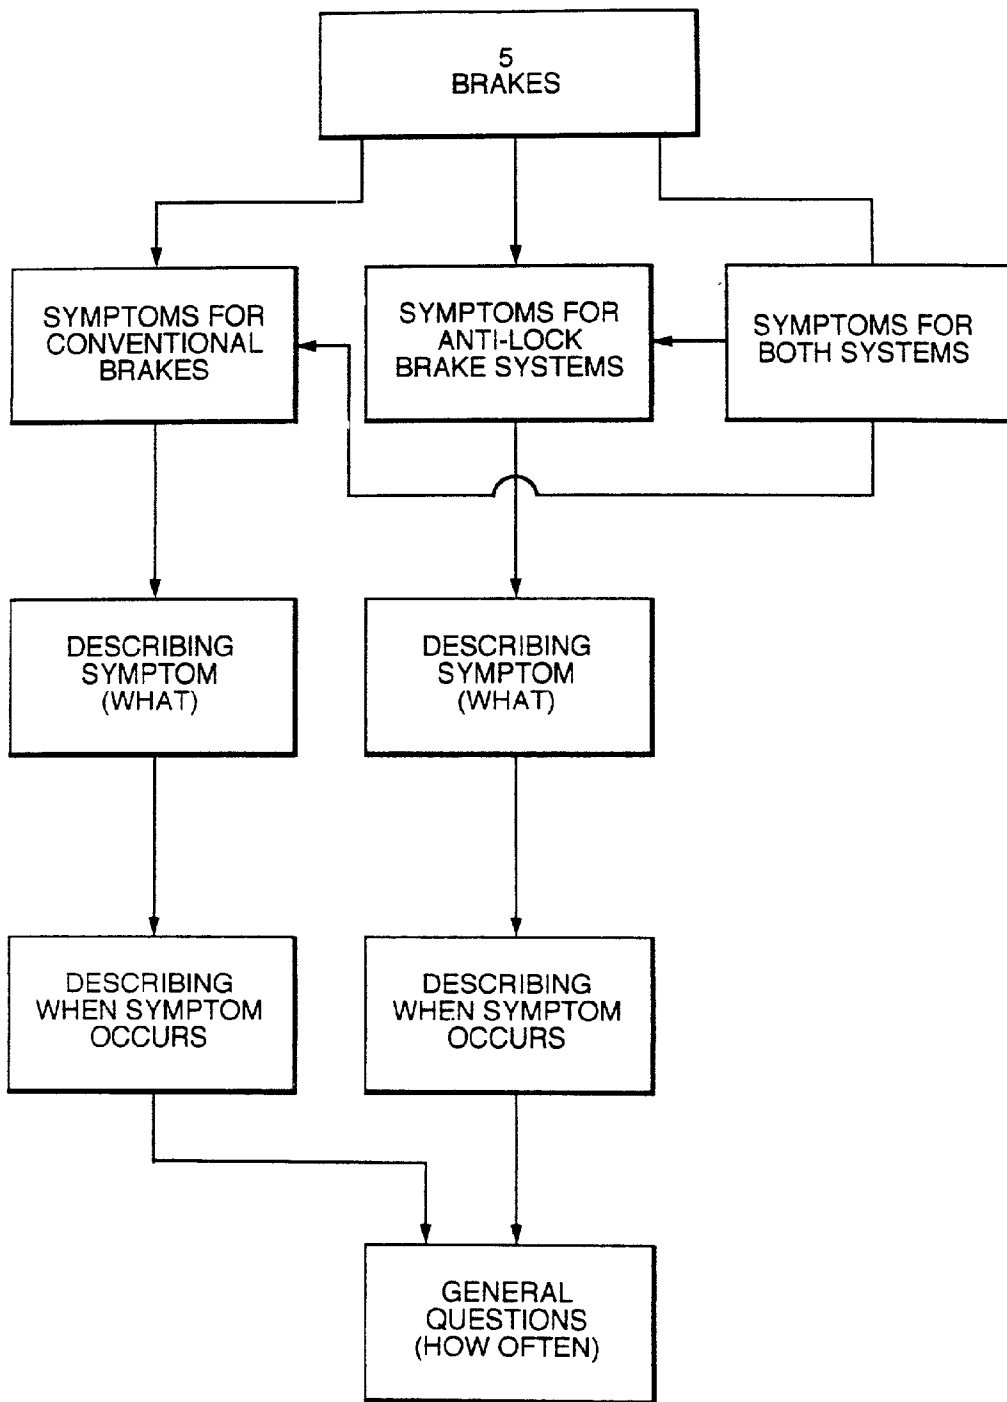 5
BRAKES
SYMPTOMS FOR
CONVENTIONAL
BRAKES
SYMPTOMS FOR
ANTI-LOCK
BRAKE SYSTEMS
SYMPTOMS FOR
BOTH SYSTEMS
DESCRIBING
SYMPTOM
(WHAT)
DESCRIBING
SYMPTOM
(WHAT)
DESCRIBING
WHEN SYMPTOM
OCCURS
DESCRIBING
WHEN SYMPTOM
OCCURS
GENERAL
QUESTIONS
(HOW OFTEN)